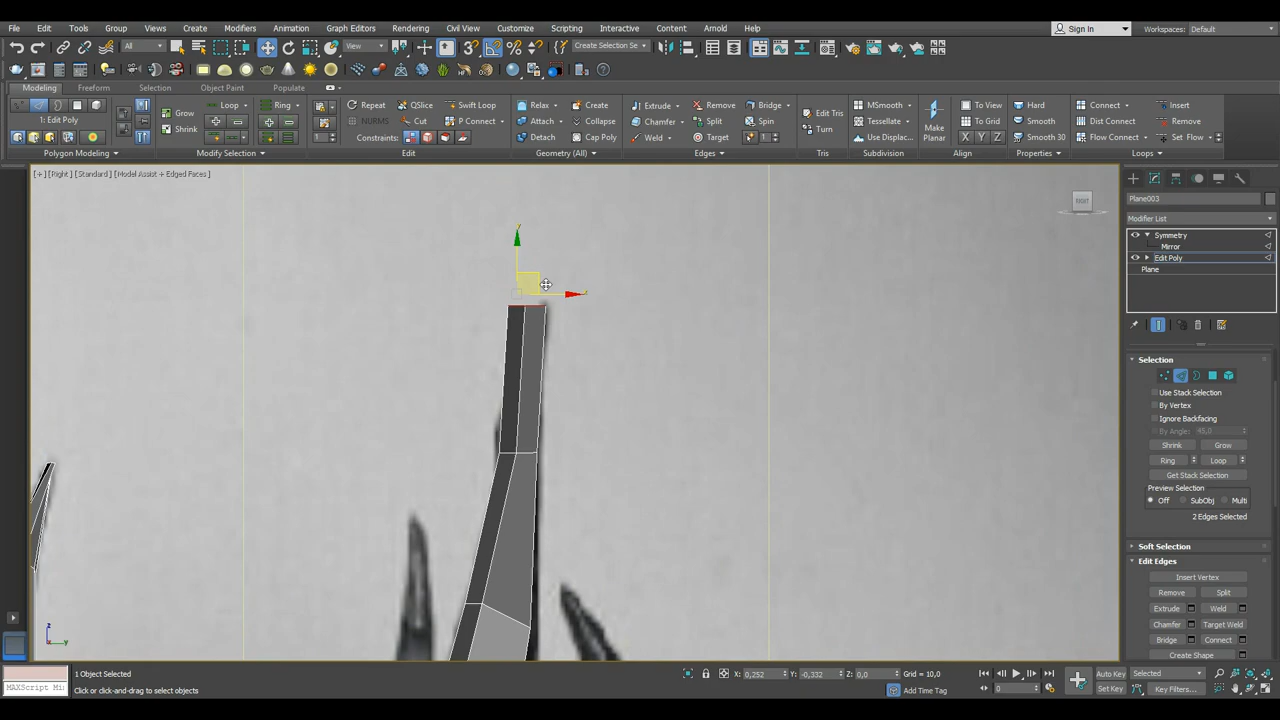 File Edit Tools Group Views Create Modifiers Animation Graph Editors Rendering Civil View Customize Scripting Interactive Content Arnold Help Sign In Workspaces: Default
All View Create Selection Se
Modeling Freeform Selection Object Paint Populate
1: Edit Poly Grow Shrink Loop Ring Repeat QSlice Swift Loop NURMS Cut P Connect Constraints: Relax Create Attach Collapse Detach Cap Poly Extrude Remove Bridge Chamfer Split Spin Weld Target Edit Tris Turn MSmooth Tessellate Use Displac... Make Planar To View To Grid X Y Z Hard Smooth Smooth 30 Connect Insert Dist Connect Remove Flow Connect Set Flow
Polygon Modeling Modify Selection Edit Geometry (All) Edges Tris Subdivision Align Properties Loops
[+] [Right] [Standard] [Model Assist + Edged Faces]
RIGHT
Plane003
Modifier List
Symmetry
Mirror
Edit Poly
Plane
Selection
Use Stack Selection
By Vertex
Ignore Backfacing
By Angle: 45,0
Shrink Grow
Ring Loop
Get Stack Selection
Preview Selection
Off SubObj Multi
2 Edges Selected
Soft Selection
Edit Edges
Insert Vertex
Remove Split
Extrude Weld
Chamfer Target Weld
Bridge Connect
Create Shape
z
x y
MAXScript Mi
1 Object Selected
Click or click-and-drag to select objects
X: 0,252 Y: -0,332 Z: 0,0 Grid = 10,0
Add Time Tag
0
Auto Key Selected
Set Key Key Filters...